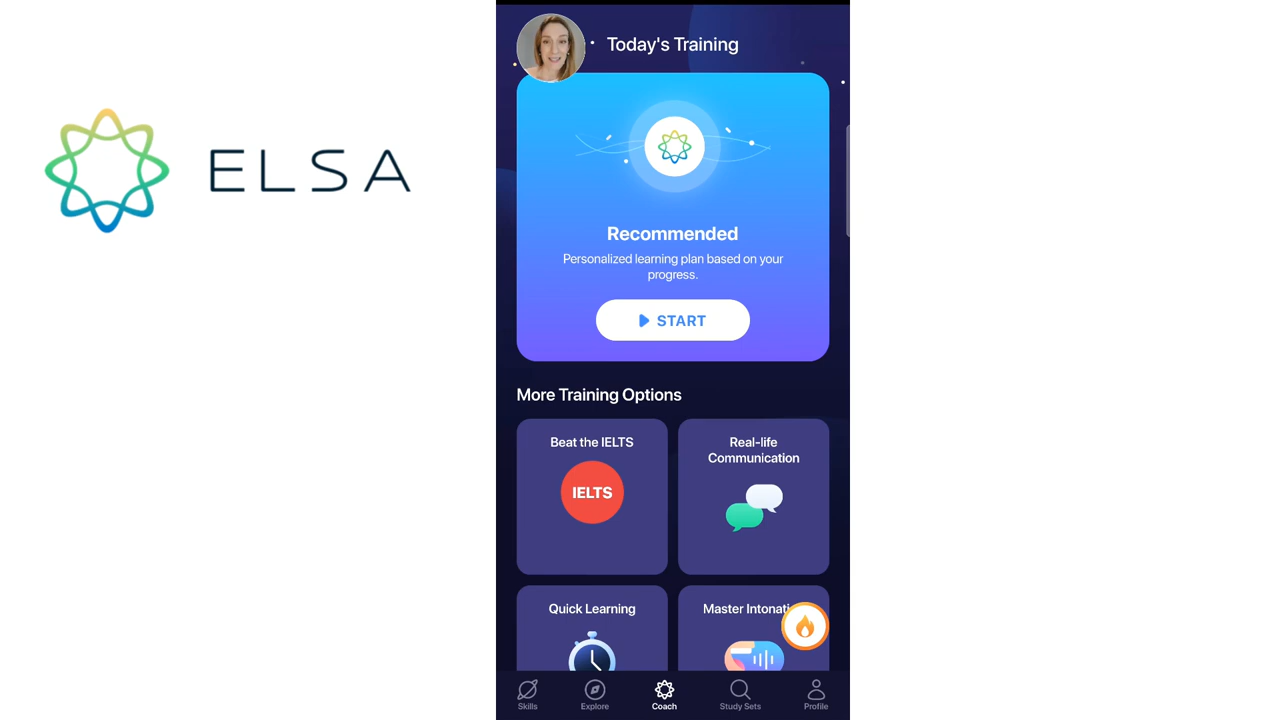 ELSA
Today's Training
Recommended
Personalized learning plan based on your
progress.
START
More Training Options
Beat the IELTS
IELTS
Real-life
Communication
Quick Learning
Master Intonati
Skills
Explore
Coach
Study Sets
Profile